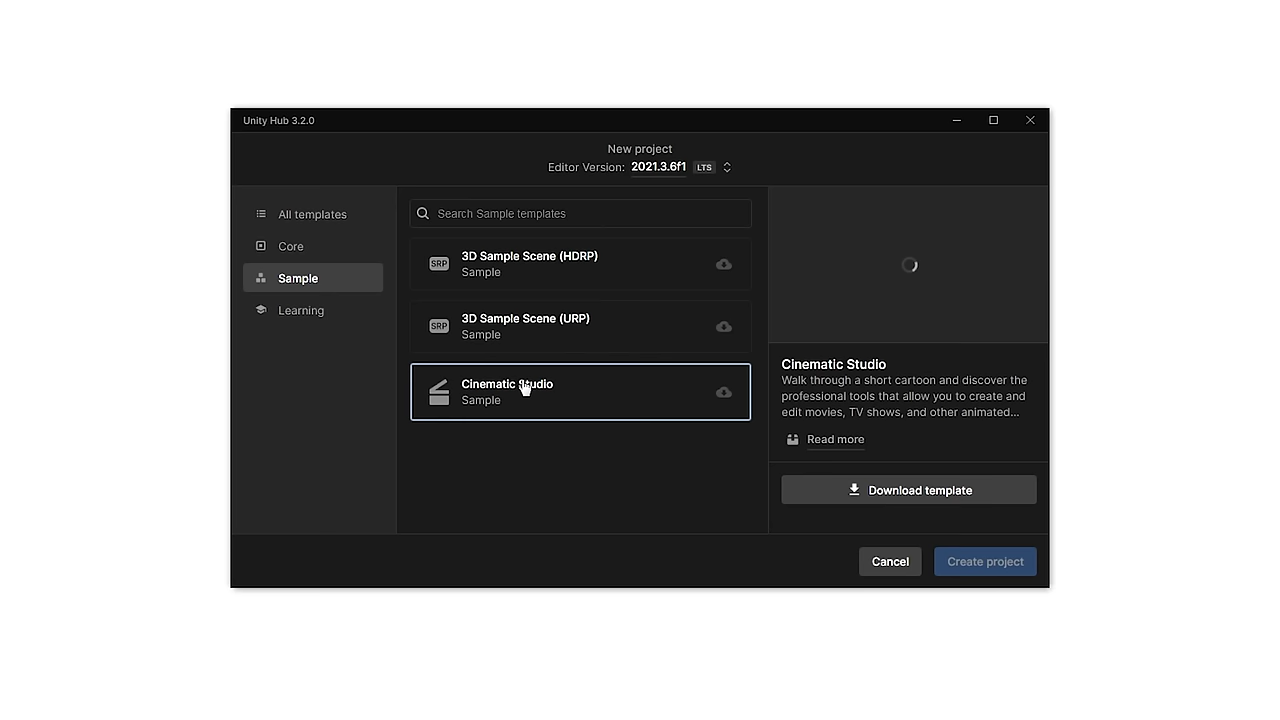 Unity Hub 3.2.0
New project
Editor Version: 2021.3.6f1 LTS
All templates
Core
Sample
Learning
Search Sample templates
SRP
3D Sample Scene (HDRP)
Sample
SRP
3D Sample Scene (URP)
Sample
Cinematic Studio
Sample
Cinematic Studio
Walk through a short cartoon and discover the
professional tools that allow you to create and
edit movies, TV shows, and other animated...
Read more
Download template
Cancel
Create project